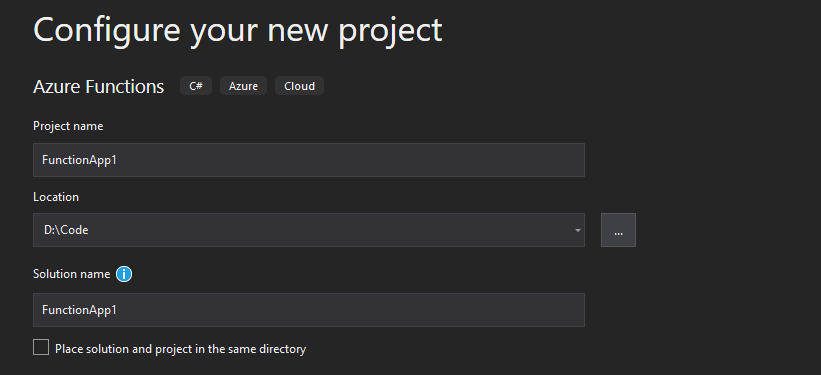 Configure your new project
Azure Functions C# Azure Cloud
Project name
FunctionApp1
Location
D:\Code
...
Solution name
FunctionApp1
Place solution and project in the same directory